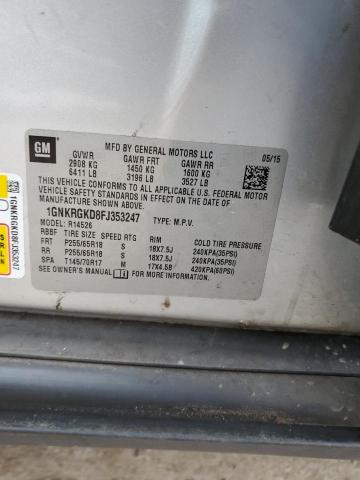 GM
MFD BY GENERAL MOTORS LLC 05/15
GVWR GAWR FRT GAWR RR
2908 KG 1450 KG 1600 KG
6411 LB 3196 LB 3527 LB
THIS VEHICLE CONFORMS TO ALL APPLICABLE U.S. FEDERAL MOTOR
VEHICLE SAFETY STANDARDS IN EFFECT ON THE DATE OF
MANUFACTURE SHOWN ABOVE.
1GNKRGKD8FJ353247 TYPE: M.P.V.
MODEL: R14526
RBBF TIRE SIZE SPEED RTG RIM COLD TIRE PRESSURE
FRT P255/65R18 S 18X7.5J 240KPA(35PSI)
RR P255/65R18 S 18X7.5J 240KPA(35PSI)
SPA T145/70R17 M 17X4.5B 420KPA(60PSI)
SEE OWNER'S MANUAL FOR MORE INFORMATION.
1GNKRGKD8FJ353247